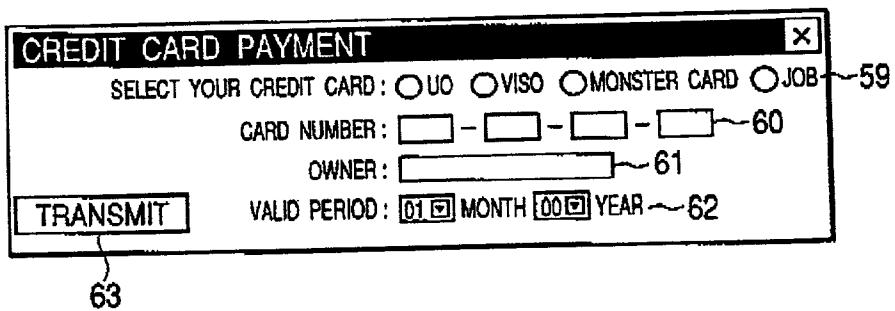 CREDIT CARD PAYMENT ×
SELECT YOUR CREDIT CARD: UO VISO MONSTER CARD JOB 59
CARD NUMBER: - - - 60
OWNER: 61
VALID PERIOD: 01 MONTH 00 YEAR 62
TRANSMIT
63